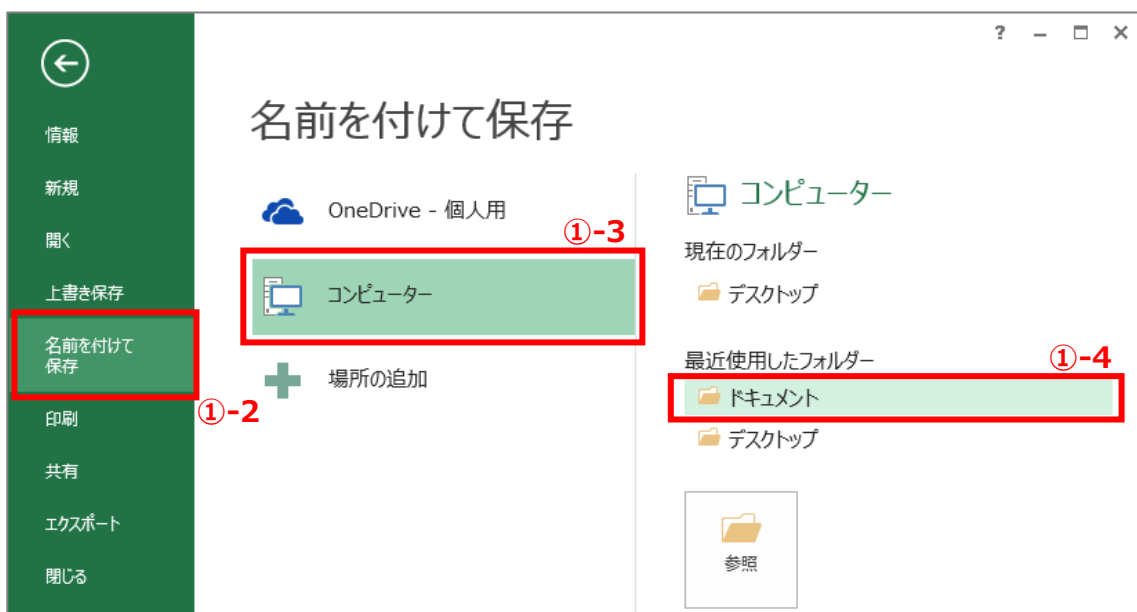 ? – □ ×
名前を付けて保存
情報
新規
開く
上書き保存
名前を付けて
保存
印刷
共有
エクスポート
閉じる
①-2
OneDrive - 個人用
①-3
コンピューター
場所の追加
コンピューター
現在のフォルダー
デスクトップ
最近使用したフォルダー
①-4
ドキュメント
デスクトップ
参照